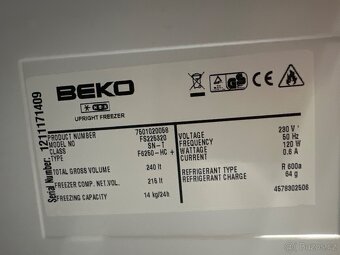 BEKO
UPRIGHT FREEZER
PRODUCT NUMBER 7501020068
MODEL NO FS225320
CLASS SN-T
TYPE F6250-HC +
TOTAL GROSS VOLUME 240 lt
FREEZER COMP. NET.VOL. 215 lt
FREEZING CAPACITY 14 kg/24h
VOLTAGE 230 V
FREQUENCY 50 Hz
WATTAGE 120 W
CURRENT 0.6 A
REFRIGERANT TYPE R 600a
REFRIGERANT CHARGE 64 g
4578302506
Serial Number: 1211171409